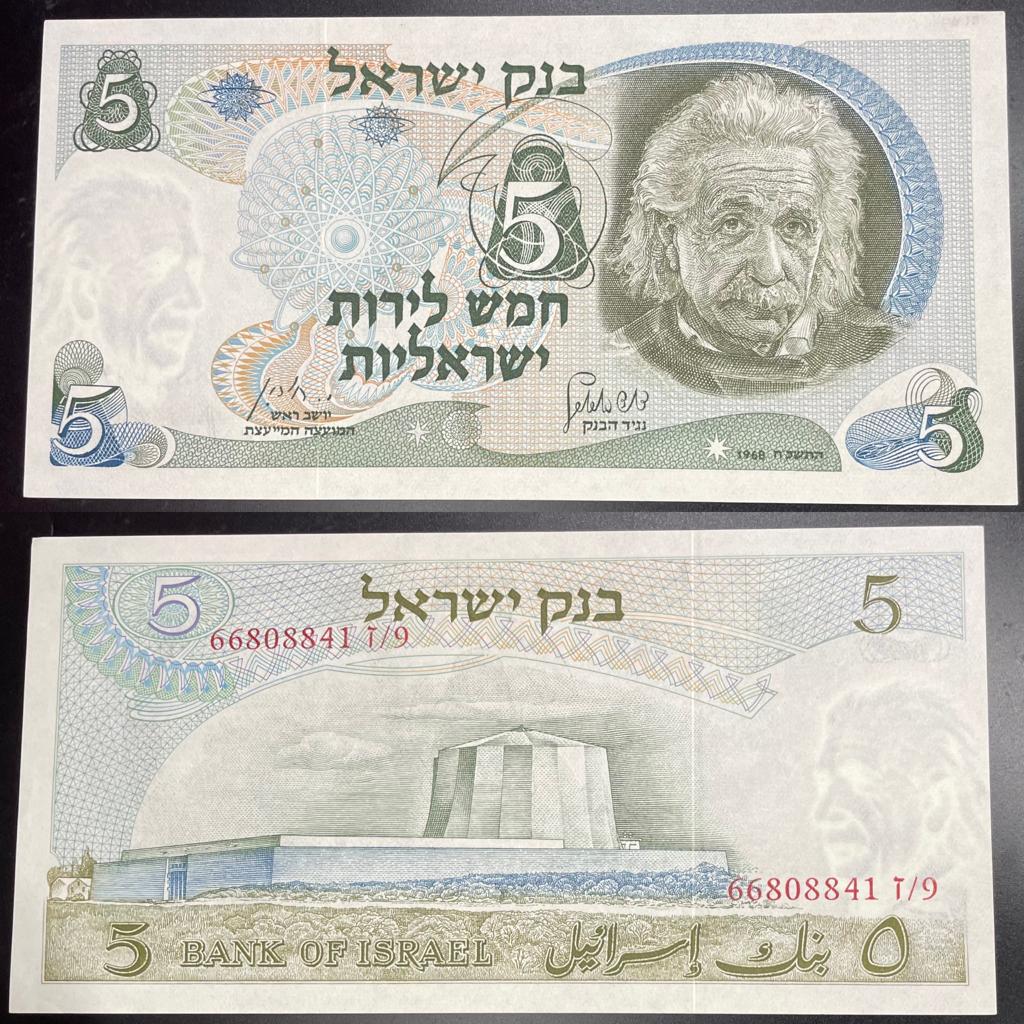 5
בנק ישראל
5
חמש לירות
ישראליות
יושב ראש
המועצה המייעצת
נגיד הבנק
5
1968 התשכ"ח
5
5
בנק ישראל
5
66808841 ז/9
66808841 ז/9
5 BANK OF ISRAEL بنك إسرائيل ٥